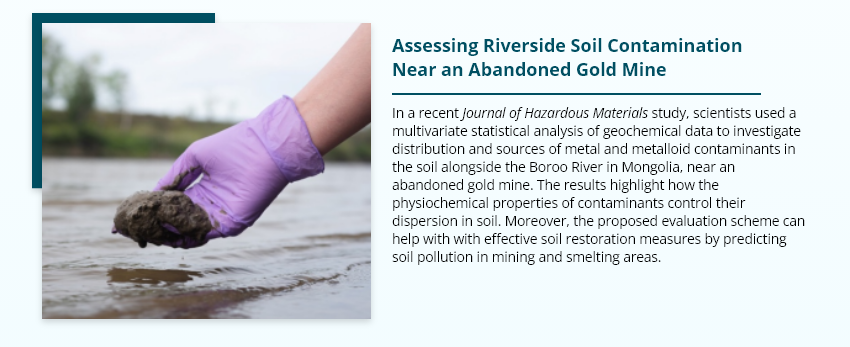 Assessing Riverside Soil Contamination
Near an Abandoned Gold Mine
In a recent Journal of Hazardous Materials study, scientists used a
multivariate statistical analysis of geochemical data to investigate
distribution and sources of metal and metalloid contaminants in
the soil alongside the Boroo River in Mongolia, near an
abandoned gold mine. The results highlight how the
physiochemical properties of contaminants control their
dispersion in soil. Moreover, the proposed evaluation scheme can
help with with effective soil restoration measures by predicting
soil pollution in mining and smelting areas.